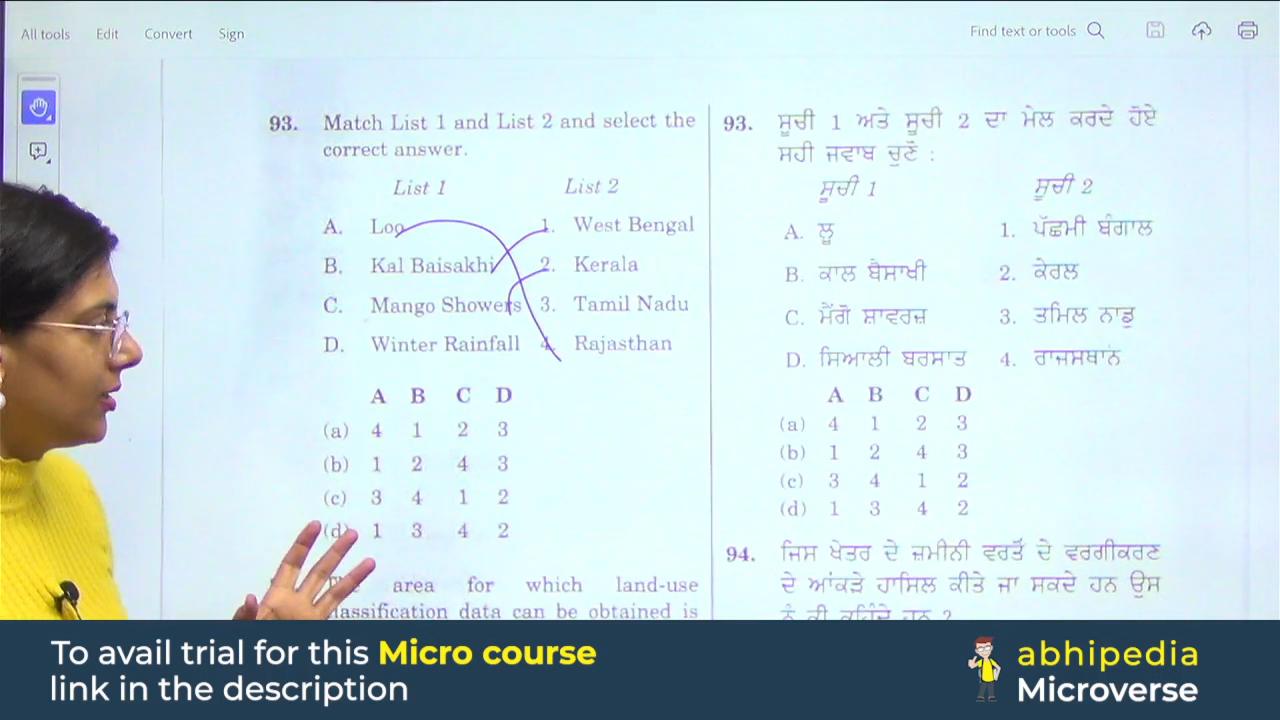 All tools Edit Convert Sign Find text or tools
93. Match List 1 and List 2 and select the
correct answer.
List 1 List 2
A. Loo 1. West Bengal
B. Kal Baisakhi 2. Kerala
C. Mango Showers 3. Tamil Nadu
D. Winter Rainfall 4. Rajasthan
A B C D
(a) 4 1 2 3
(b) 1 2 4 3
(c) 3 4 1 2
(d) 1 3 4 2
area for which land-use
classification data can be obtained is
93. ਸੂਚੀ 1 ਅਤੇ ਸੂਚੀ 2 ਦਾ ਮੇਲ ਕਰਦੇ ਹੋਏ
ਸਹੀ ਜਵਾਬ ਚੁਣੋ :
ਸੂਚੀ 1 ਸੂਚੀ 2
A. ਲੂ 1. ਪੱਛਮੀ ਬੰਗਾਲ
B. ਕਾਲ ਬੈਸਾਖੀ 2. ਕੇਰਲ
C. ਮੈਂਗੋ ਸ਼ਾਵਰਜ਼ 3. ਤਮਿਲ ਨਾਡੂ
D. ਸਿਆਲੀ ਬਰਸਾਤ 4. ਰਾਜਸਥਾਨ
A B C D
(a) 4 1 2 3
(b) 1 2 4 3
(c) 3 4 1 2
(d) 1 3 4 2
94. ਜਿਸ ਖੇਤਰ ਦੇ ਜ਼ਮੀਨੀ ਵਰਤੋਂ ਦੇ ਵਰਗੀਕਰਣ
ਦੇ ਆਂਕੜੇ ਹਾਸਿਲ ਕੀਤੇ ਜਾ ਸਕਦੇ ਹਨ ਉਸ
ਨੂੰ ਕੀ ਕਹਿੰਦੇ ਹਨ ?
To avail trial for this Micro course
link in the description
abhipedia
Microverse